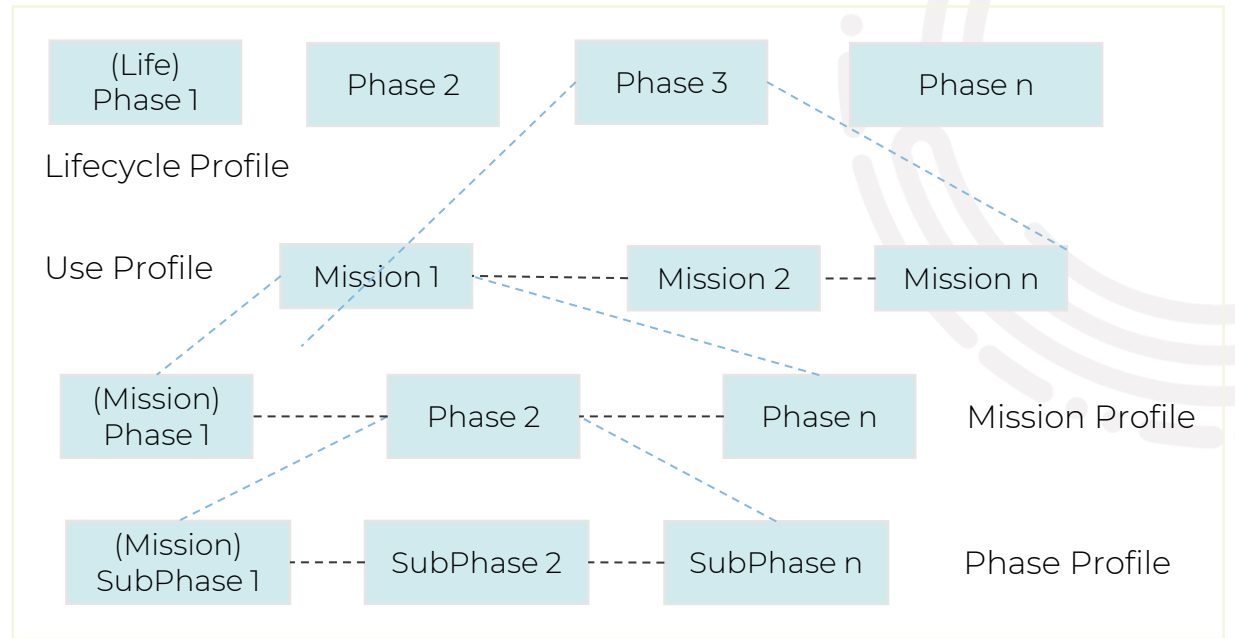 (Life)
Phase 1
Phase 2
Phase 3
Phase n
Lifecycle Profile
Use Profile
Mission 1
Mission 2
Mission n
(Mission)
Phase 1
Phase 2
Phase n
Mission Profile
(Mission)
SubPhase 1
SubPhase 2
SubPhase n
Phase Profile